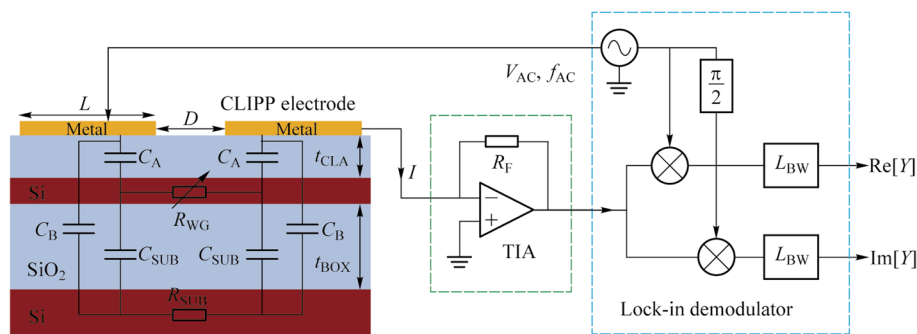 V_AC, f_AC
π/2
L
D
CLIPP electrode
Metal
Metal
C_A
C_A
t_CLA
I
R_F
L_BW
Re[Y]
Si
R_WG
−
+
C_B
C_SUB
C_SUB
C_B
t_BOX
TIA
L_BW
Im[Y]
SiO₂
R_SUB
Si
Lock-in demodulator